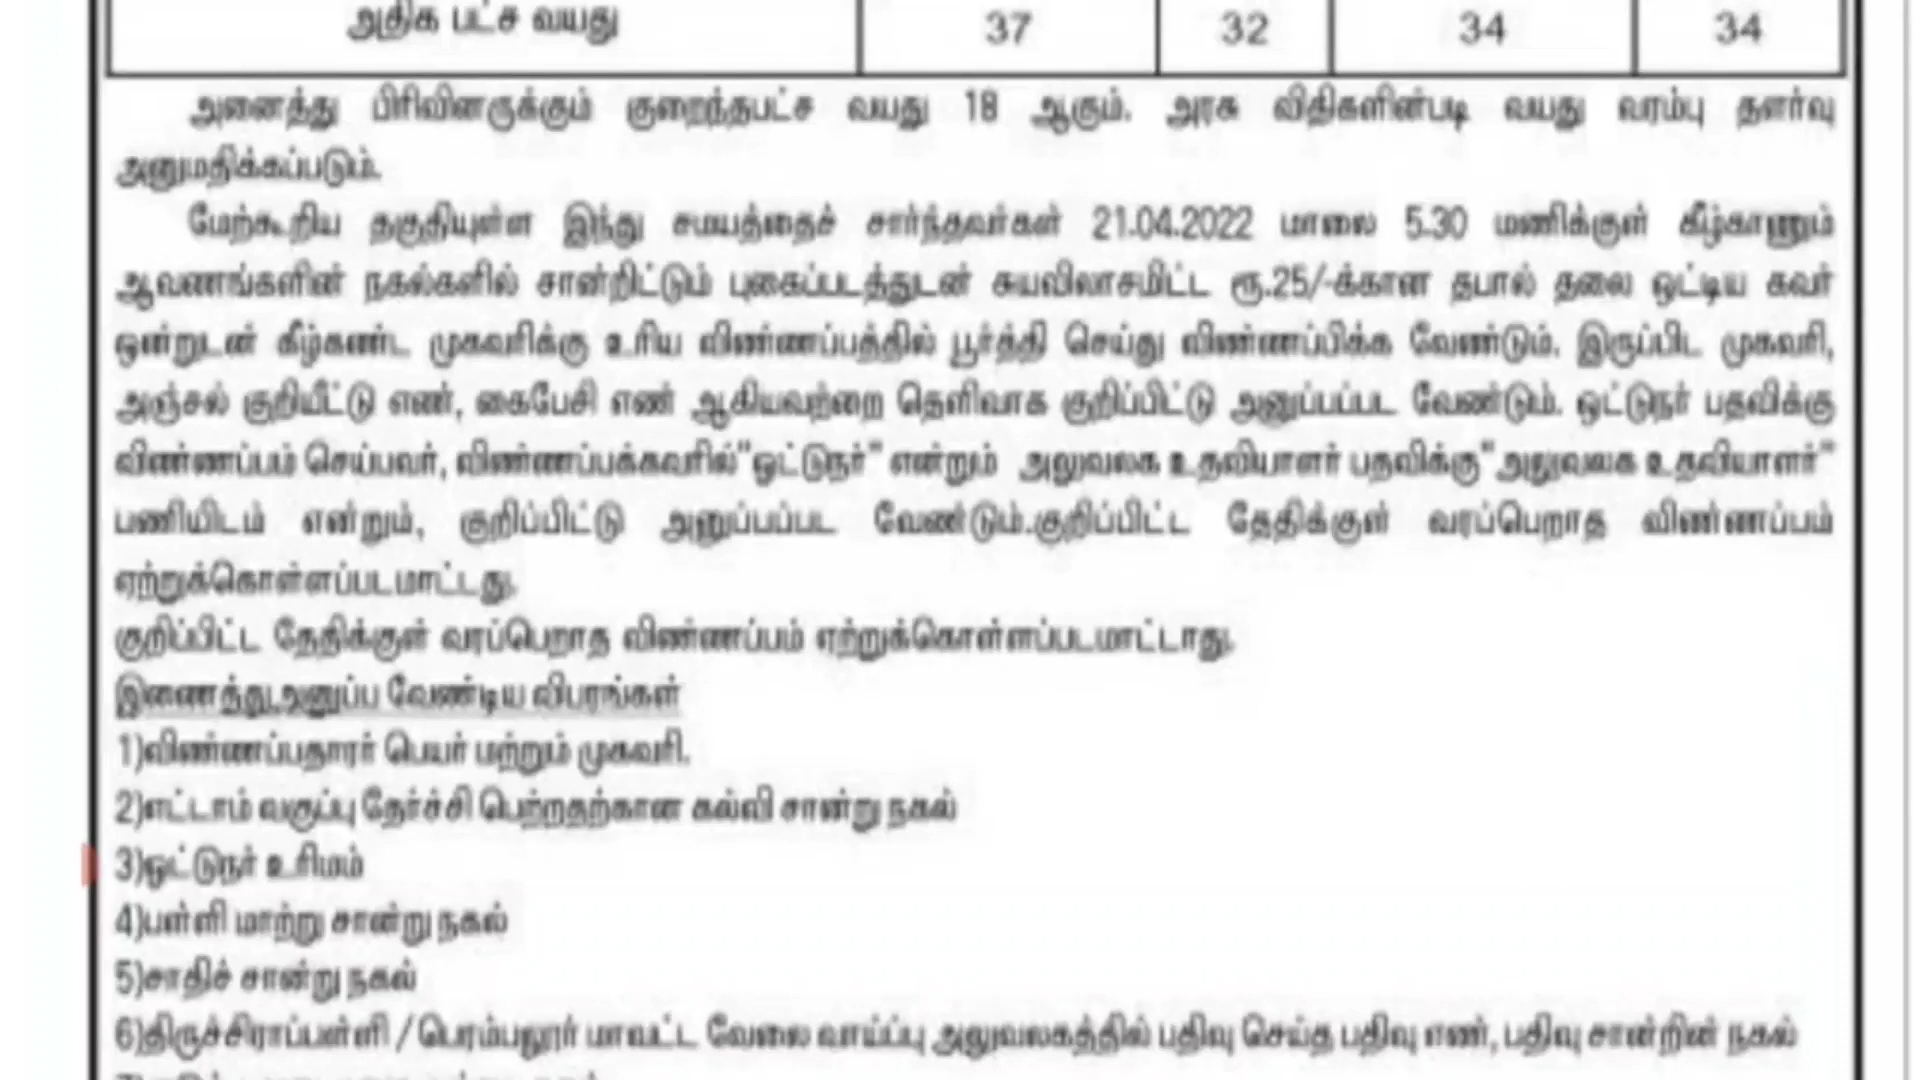 அதிக பட்ச வயது 37 32 34 34
அனைத்து பிரிவினருக்கும் குறைந்தபட்ச வயது 18 ஆகும். அரசு விதிகளின்படி வயது வரம்பு தளர்வு
அனுமதிக்கப்படும்.
மேற்கூறிய தகுதியுள்ள இந்து சமயத்தைச் சார்ந்தவர்கள் 21.04.2022 மாலை 5.30 மணிக்குள் கீழ்காணும்
ஆவணங்களின் நகல்களில் சான்றிட்டும் புகைப்படத்துடன் சுயவிலாசமிட்ட ரூ.25/-க்கான தபால் தலை ஒட்டிய கவர்
ஒன்றுடன் கீழ்கண்ட முகவரிக்கு உரிய விண்ணப்பத்தில் பூர்த்தி செய்து விண்ணப்பிக்க வேண்டும். இருப்பிட முகவரி,
அஞ்சல் குறியீட்டு எண், கைபேசி எண் ஆகியவற்றை தெளிவாக குறிப்பிட்டு அனுப்பப்பட வேண்டும். ஒட்டுநர் பதவிக்கு
விண்ணப்பம் செய்பவர், விண்ணப்பக்கவரில்"ஒட்டுநர்" என்றும் அலுவலக உதவியாளர் பதவிக்கு"அலுவலக உதவியாளர்"
பணியிடம் என்றும், குறிப்பிட்டு அனுப்பப்பட வேண்டும்.குறிப்பிட்ட தேதிக்குள் வரப்பெறாத விண்ணப்பம்
ஏற்றுக்கொள்ளப்படமாட்டது.
குறிப்பிட்ட தேதிக்குள் வரப்பெறாத விண்ணப்பம் ஏற்றுக்கொள்ளப்படமாட்டாது.
இணைத்து அனுப்ப வேண்டிய விபரங்கள்
1)விண்ணப்பதாரர் பெயர் மற்றும் முகவரி.
2)எட்டாம் வகுப்பு தேர்ச்சி பெற்றதற்கான கல்வி சான்று நகல்
3)ஒட்டுநர் உரிமம்
4)பள்ளி மாற்று சான்று நகல்
5)சாதிச் சான்று நகல்
6)திருச்சிராப்பள்ளி / பெரம்பலூர் மாவட்ட வேலை வாய்ப்பு அலுவலகத்தில் பதிவு செய்த பதிவு எண், பதிவு சான்றின் நகல்